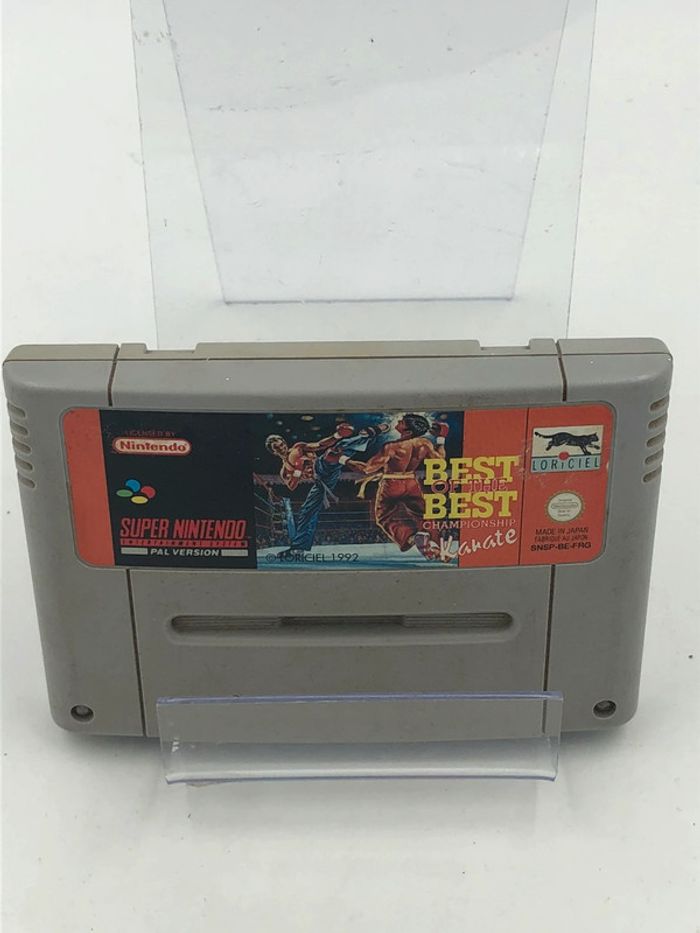 LICENSED BY
Nintendo
SUPER NINTENDO
ENTERTAINMENT SYSTEM
PAL VERSION
© LORICIEL 1992
BEST
OF THE
BEST
CHAMPIONSHIP
Karate
LORICIEL
MADE IN JAPAN
FABRIQUÉ AU JAPON
SNSP-BE-FRG